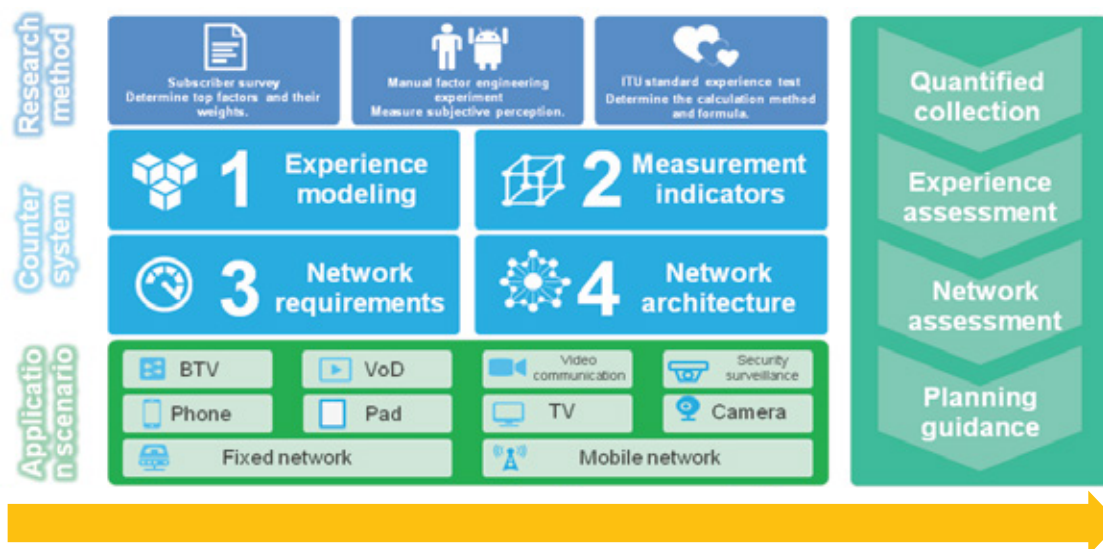 Research
method
Subscriber survey
Determine top factors and their
weights.
Manual factor engineering
experiment
Measure subjective perception.
ITU standard experience test
Determine the calculation method
and formula.
Counter
system
1
Experience
modeling
2
Measurement
indicators
3
Network
requirements
4
Network
architecture
Applicatio
n scenario
BTV
VoD
Video
communication
Security
surveillance
Phone
Pad
TV
Camera
Fixed network
Mobile network
Quantified
collection
Experience
assessment
Network
assessment
Planning
guidance